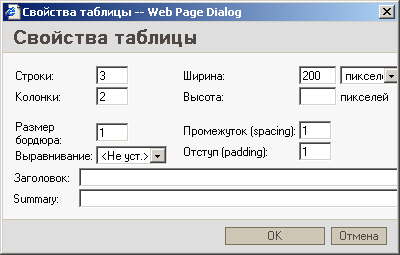 Свойства таблицы -- Web Page Dialog
Свойства таблицы
Строки: 3 Ширина: 200 пикселе
Колонки: 2 Высота: пикселей
Размер бордюра: 1 Промежуток (spacing): 1
Выравнивание: <Не уст.> Отступ (padding): 1
Заголовок:
Summary:
OK Отмена